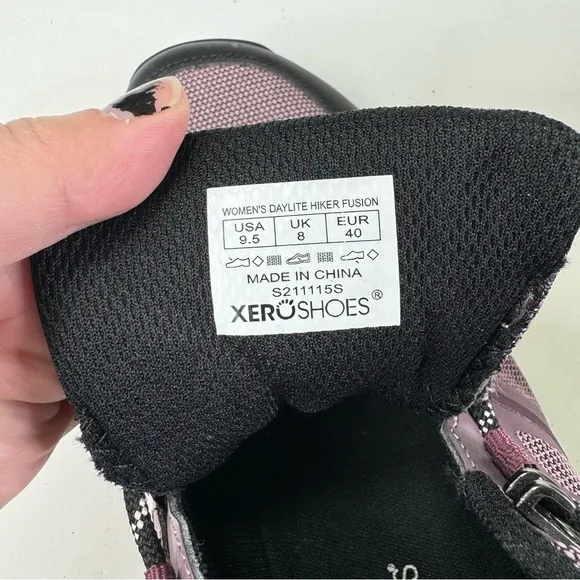 WOMEN'S DAYLITE HIKER FUSION
USA UK EUR
9.5 8 40
MADE IN CHINA
S211115S
XEROSHOES®